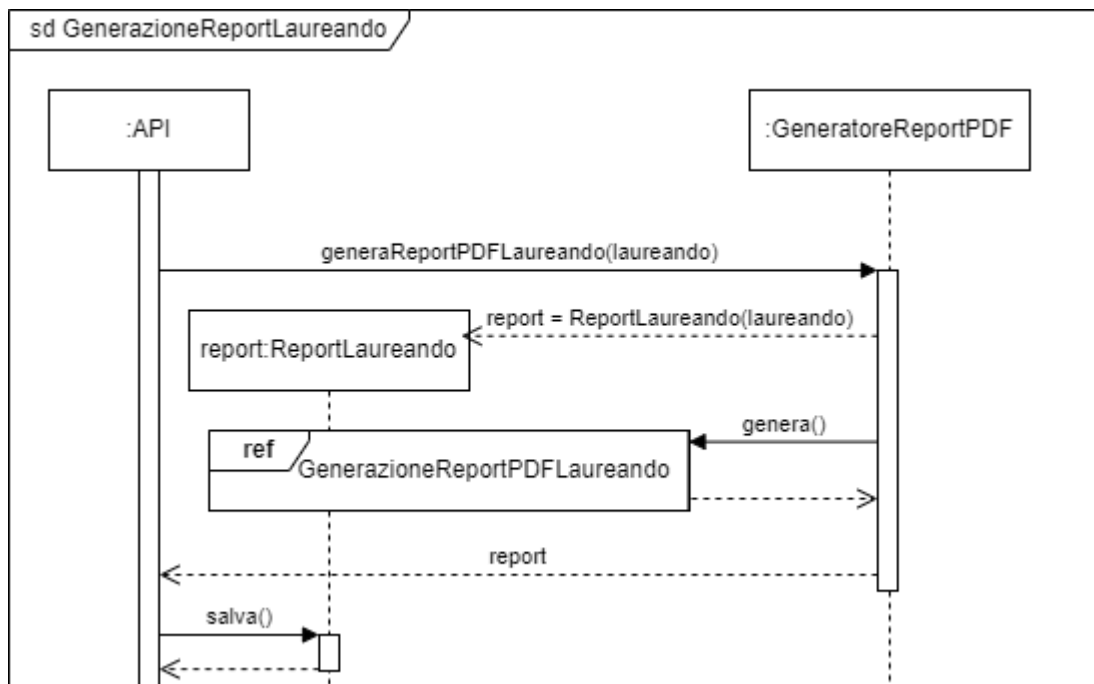 sd GenerazioneReportLaureando
:API
:GeneratoreReportPDF
generaReportPDFLaureando(laureando)
report = ReportLaureando(laureando)
report:ReportLaureando
genera()
ref
GenerazioneReportPDFLaureando
report
salva()